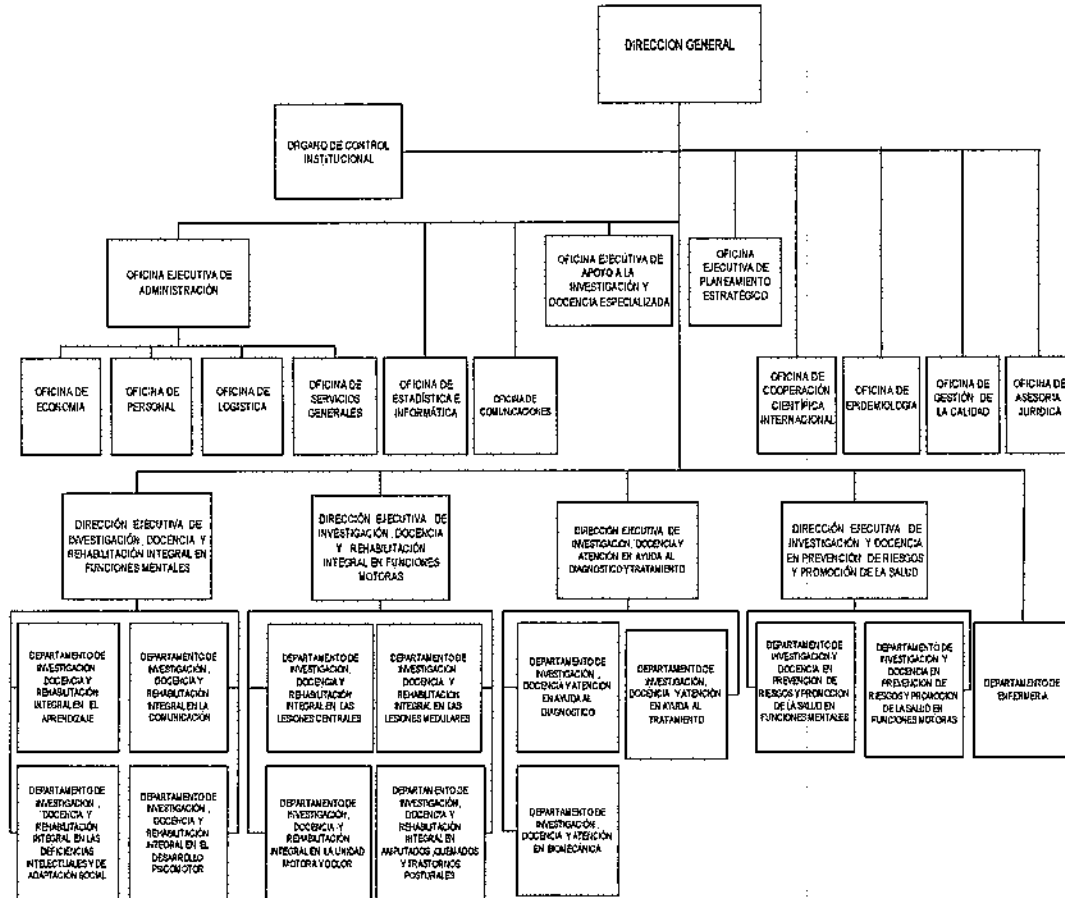 DIRECCION GENERAL
ÓRGANO DE CONTROL
INSTITUCIONAL
OFICINA EJECUTIVA DE
ADMINISTRACIÓN
OFICINA EJECUTIVA DE
APOYO A LA
INVESTIGACIÓN Y
DOCENCIA ESPECIALIZADA
OFICINA
EJECUTIVA DE
PLANEAMIENTO
ESTRATÉGICO
OFICINA DE
ECONOMIA
OFICINA DE
PERSONAL
OFICINA DE
LOGISTICA
OFICINA DE
SERVICIOS
GENERALES
OFICINA DE
ESTADÍSTICA E
INFORMÁTICA
OFICINA DE
COMUNICACIONES
OFICINA DE
COOPERACIÓN
CIENTÍFICA
INTERNACIONAL
OFICINA DE
EPIDEMIOLOGÍA
OFICINA DE
GESTIÓN DE
LA CALIDAD
OFICINA DE
ASESORIA
JURÍDICA
DIRECCIÓN EJECUTIVA DE
INVESTIGACIÓN, DOCENCIA Y
REHABILITACIÓN INTEGRAL EN
FUNCIONES MENTALES
DIRECCIÓN EJECUTIVA DE
INVESTIGACIÓN, DOCENCIA
Y REHABILITACIÓN
INTEGRAL EN FUNCIONES
MOTORAS
DIRECCIÓN EJECUTIVA DE
INVESTIGACION, DOCENCIA Y
ATENCIÓN EN AYUDA AL
DIAGNOSTICO Y TRATAMIENTO
DIRECCIÓN EJECUTIVA DE
INVESTIGACIÓN Y DOCENCIA
EN PREVENCIÓN DE RIESGOS
Y PROMOCIÓN DE LA SALUD
DEPARTAMENTO DE
INVESTIGACIÓN
DOCENCIA Y
REHABILITACIÓN
INTEGRAL EN EL
APRENDIZAJE
DEPARTAMENTO DE
INVESTIGACIÓN,
DOCENCIA Y
REHABILITACIÓN
INTEGRAL EN LA
COMUNICACIÓN
DEPARTAMENTO DE
INVESTIGACION,
DOCENCIA Y
REHABILITACIÓN
INTEGRAL EN LAS
LESIONES CENTRALES
DEPARTAMENTO DE
INVESTIGACION
DOCENCIA Y
REHABILITACION
INTEGRAL EN LAS
LESIONES MEDULARES
DEPARTAMENTO DE
INVESTIGACIÓN,
DOCENCIA Y ATENCION
EN AYUDA AL
DIAGNOSTICO
DEPARTAMENTO DE
INVESTIGACIÓN,
DOCENCIA Y ATENCIÓN
EN AYUDA AL
TRATAMIENTO
DEPARTAMENTO DE
INVESTIGACION Y
DOCENCIA EN
PREVENCION DE
RIESGOS Y PROMOCION
DE LA SALUD EN
FUNCIONES MENTALES
DEPARTAMENTO DE
INVESTIGACION Y
DOCENCIA EN
PREVENCION DE
RIESGOS Y PROMOCION
DE LA SALUD EN
FUNCIONES MOTORAS
DEPARTAMENTO DE
ENFERMERIA
DEPARTAMENTO DE
INVESTIGACION,
DOCENCIA Y
REHABILITACIÓN
INTEGRAL EN LAS
DEFICIENCIAS
INTELECTUALES Y DE
ADAPTACIÓN SOCIAL
DEPARTAMENTO DE
INVESTIGACIÓN,
DOCENCIA Y
REHABILITACIÓN
INTEGRAL EN EL
DESARROLLO
PSICOMOTOR
DEPARTAMENTO DE
INVESTIGACIÓN,
DOCENCIA Y
REHABILITACIÓN
INTEGRAL EN LA UNIDAD
MOTORA Y DOLOR
DEPARTAMENTO DE
INVESTIGACIÓN,
DOCENCIA Y
REHABILITACIÓN
INTEGRAL EN
AMPUTADOS, QUEMADOS
Y TRASTORNOS
POSTURALES
DEPARTAMENTO DE
INVESTIGACIÓN,
DOCENCIA Y ATENCIÓN
EN BIOMECÁNICA